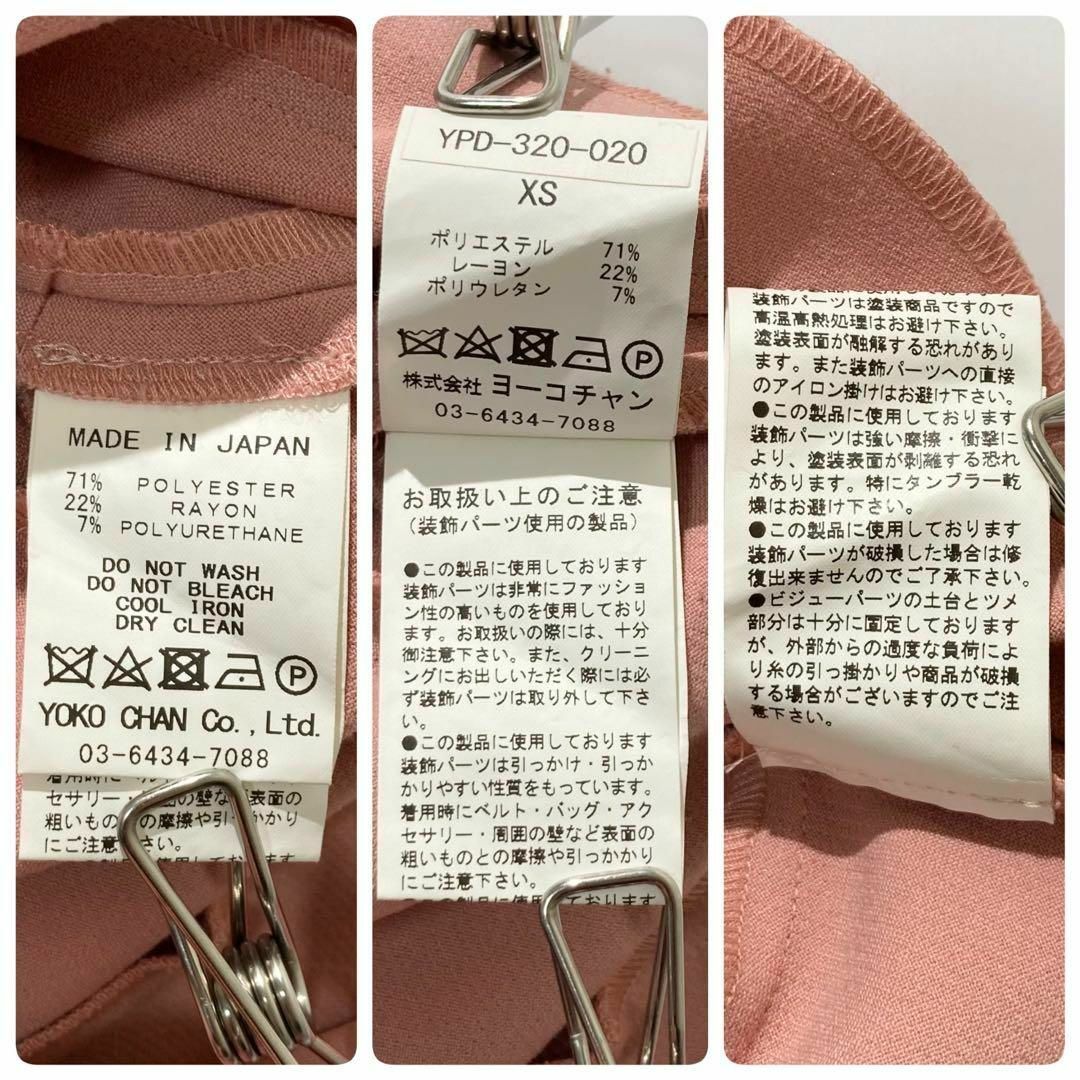 MADE IN JAPAN
71% POLYESTER
22% RAYON
7% POLYURETHANE
DO NOT WASH
DO NOT BLEACH
COOL IRON
DRY CLEAN
P
YOKO CHAN Co., Ltd.
03-6434-7088
セサリー・
の壁など表面の
粗いもの
の摩擦や引っかかり
にご注意
さい。
YPD-320-020
XS
ポリエステル 71%
レーヨン 22%
ポリウレタン 7%
P
株式会社 ヨーコチャン
03-6434-7088
お取扱い上のご注意
(装飾パーツ使用の製品)
●この製品に使用しております
装飾パーツは非常にファッショ
ン性の高いものを使用しており
ます。お取扱いの際には、十分
御注意下さい。また、クリーニ
ングにお出しいただく際には必
ず装飾パーツは取り外して下さ
い。
●この製品に使用しております
装飾パーツは引っかけ・引っか
かりやすい性質をもっています。
着用時にベルト・バッグ・アク
セサリー・周囲の壁など表面の
粗いものとの摩擦や引っかかり
にご注意下さい。
装飾パーツは塗装商品ですので
高温高熱処理はお避け下さい。
塗装表面が融解する恐れがあり
ます。また装飾パーツへの直接
のアイロン掛けはお避け下さい。
●この製品に使用しております
装飾パーツは強い摩擦・衝撃に
より、塗装表面が剥離する恐れ
があります。特にタンブラー乾
燥はお避け下さい。
●この製品に使用しております
装飾パーツが破損した場合は修
復出来ませんのでご了承下さい。
●ビジューパーツの土台とツメ
部分は十分に固定しております
が、外部からの過度な負荷によ
り糸の引っ掛かりや商品が破損
する場合がございますのでご注
意下さい。